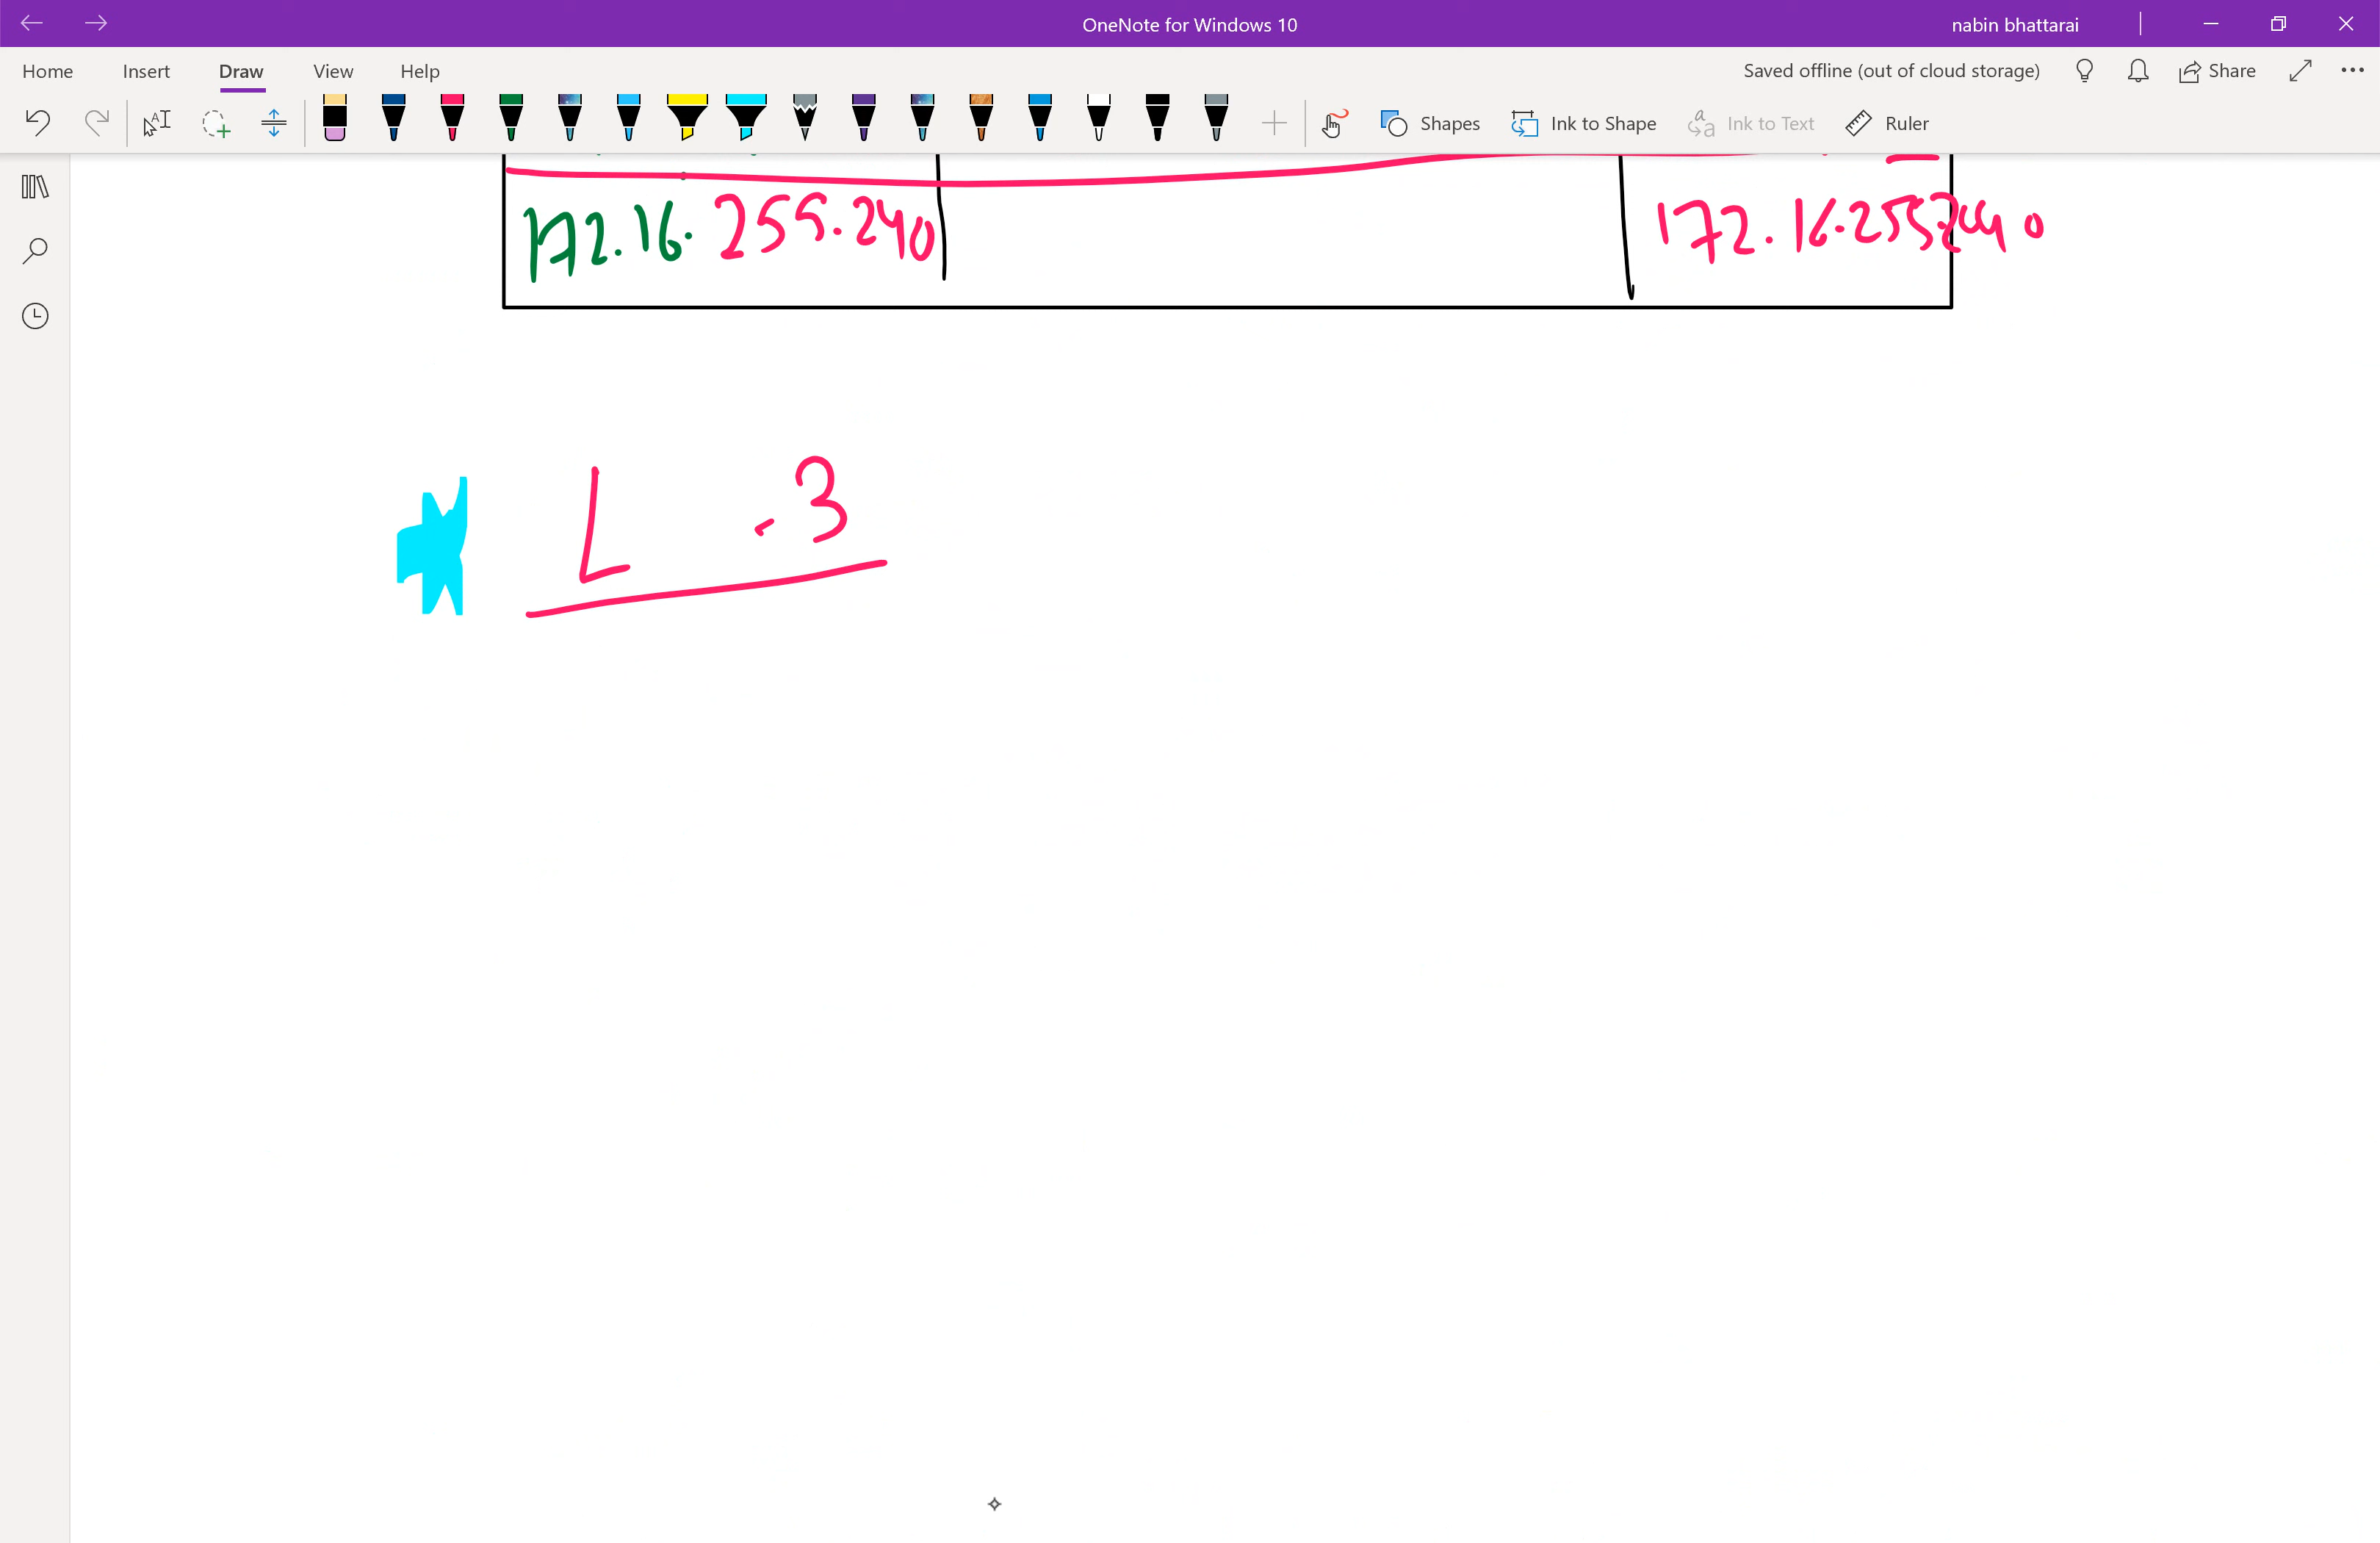 OneNote for Windows 10
nabin bhattarai
Home Insert Draw View Help
Saved offline (out of cloud storage)
Share
Shapes
Ink to Shape
Ink to Text
Ruler
172.16.255.240
172.16.255.240
L - 3